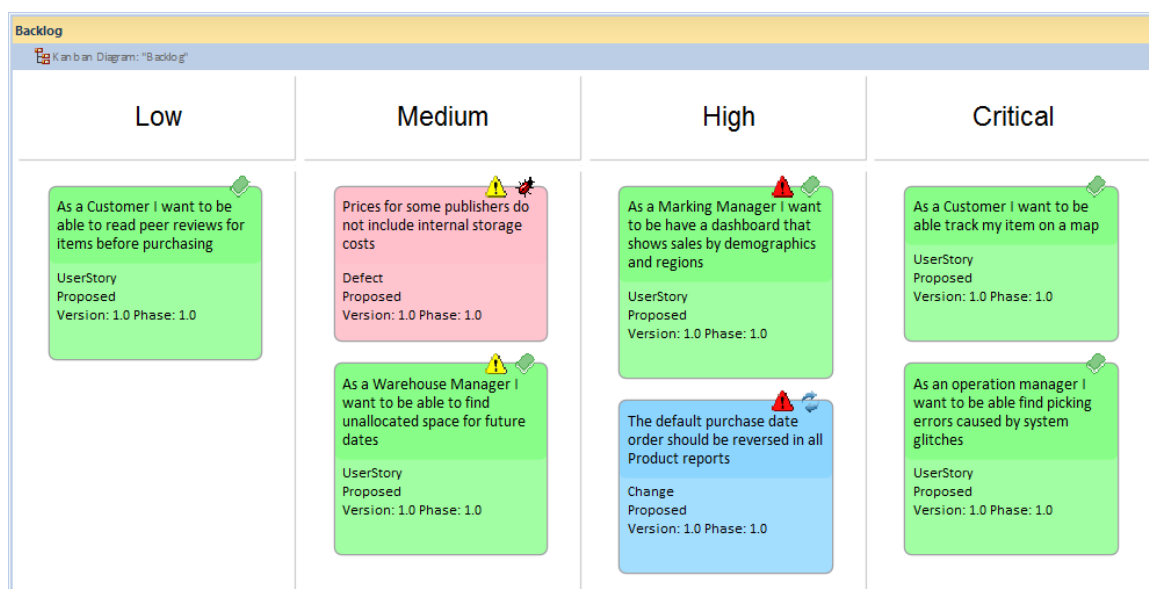 Backlog
Kanban Diagram: "Backlog"
Low
Medium
High
Critical
As a Customer I want to be
able to read peer reviews for
items before purchasing
UserStory
Proposed
Version: 1.0 Phase: 1.0
Prices for some publishers do
not include internal storage
costs
Defect
Proposed
Version: 1.0 Phase: 1.0
As a Warehouse Manager I
want to be able to find
unallocated space for future
dates
UserStory
Proposed
Version: 1.0 Phase: 1.0
As a Marking Manager I want
to be have a dashboard that
shows sales by demographics
and regions
UserStory
Proposed
Version: 1.0 Phase: 1.0
The default purchase date
order should be reversed in all
Product reports
Change
Proposed
Version: 1.0 Phase: 1.0
As a Customer I want to be
able track my item on a map
UserStory
Proposed
Version: 1.0 Phase: 1.0
As an operation manager I
want to be able find picking
errors caused by system
glitches
UserStory
Proposed
Version: 1.0 Phase: 1.0